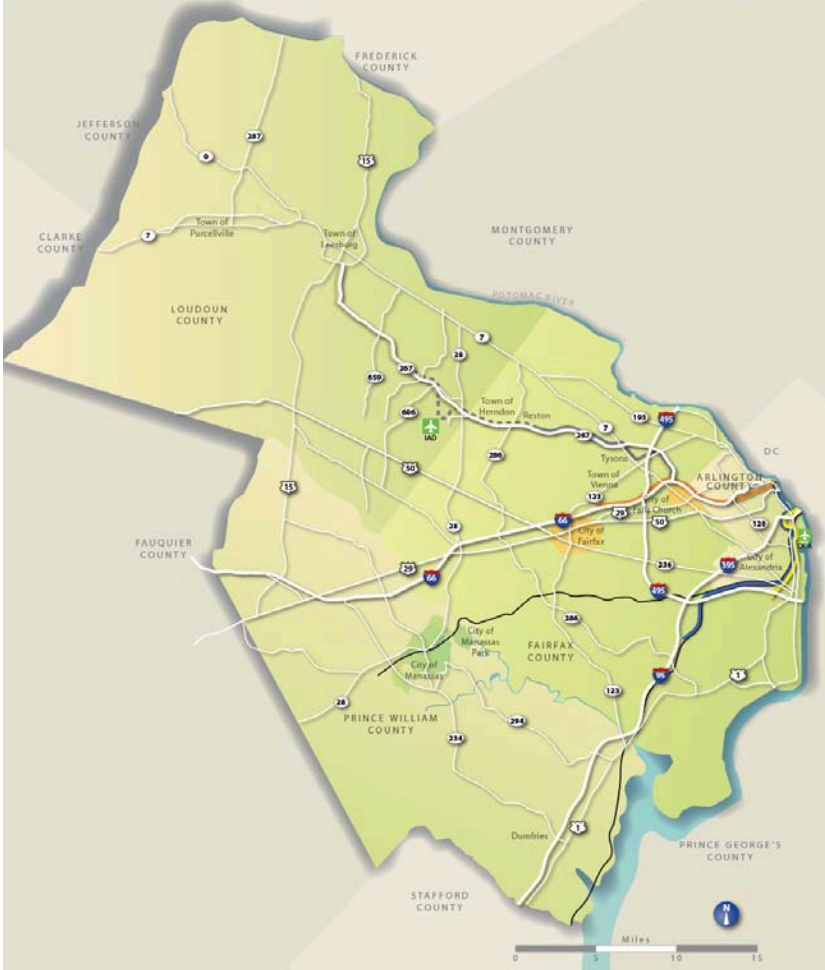 FREDERICK
COUNTY
JEFFERSON
COUNTY
287
9
15
Town of
Purcellville
7
Town of
Leesburg
CLARKE
COUNTY
MONTGOMERY
COUNTY
POTOMAC RIVER
LOUDOUN
COUNTY
7
28
267
659
606
IAD
Town of
Herndon
Reston
7
193
495
267
286
Tysons
DC
50
15
Town of
Vienna
123
ARLINGTON
COUNTY
City of
Falls Church
29
50
120
66
City of
Fairfax
28
FAUQUIER
COUNTY
29
66
236
395
City of
Alexandria
495
286
City of
Manassas
Park
FAIRFAX
COUNTY
City of
Manassas
95
1
123
28
PRINCE WILLIAM
COUNTY
294
234
Dumfries
1
PRINCE GEORGE'S
COUNTY
STAFFORD
COUNTY
N
Miles
0 5 10 15